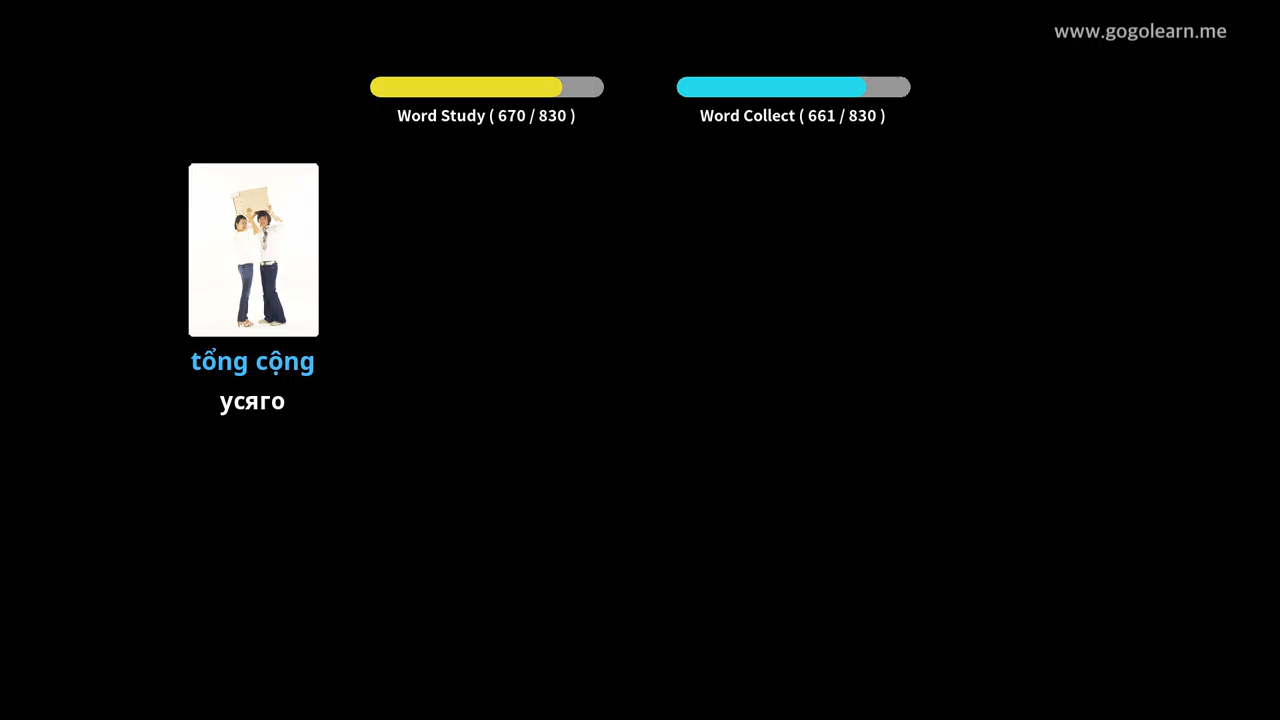 www.gogolearn.me
Word Study ( 670 / 830 )
Word Collect ( 661 / 830 )
tổng cộng
усяго